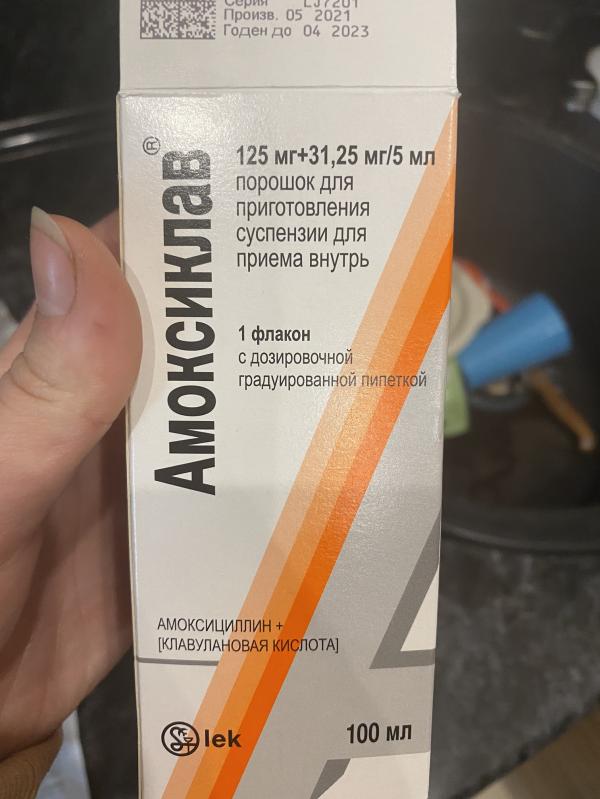 Серия LJ7201
Произв. 05 2021
Годен до 04 2023
Амоксиклав®
125 мг+31,25 мг/5 мл
порошок для
приготовления
суспензии для
приема внутрь
1 флакон
с дозировочной
градуированной пипеткой
АМОКСИЦИЛЛИН +
[КЛАВУЛАНОВАЯ КИСЛОТА]
lek
100 мл